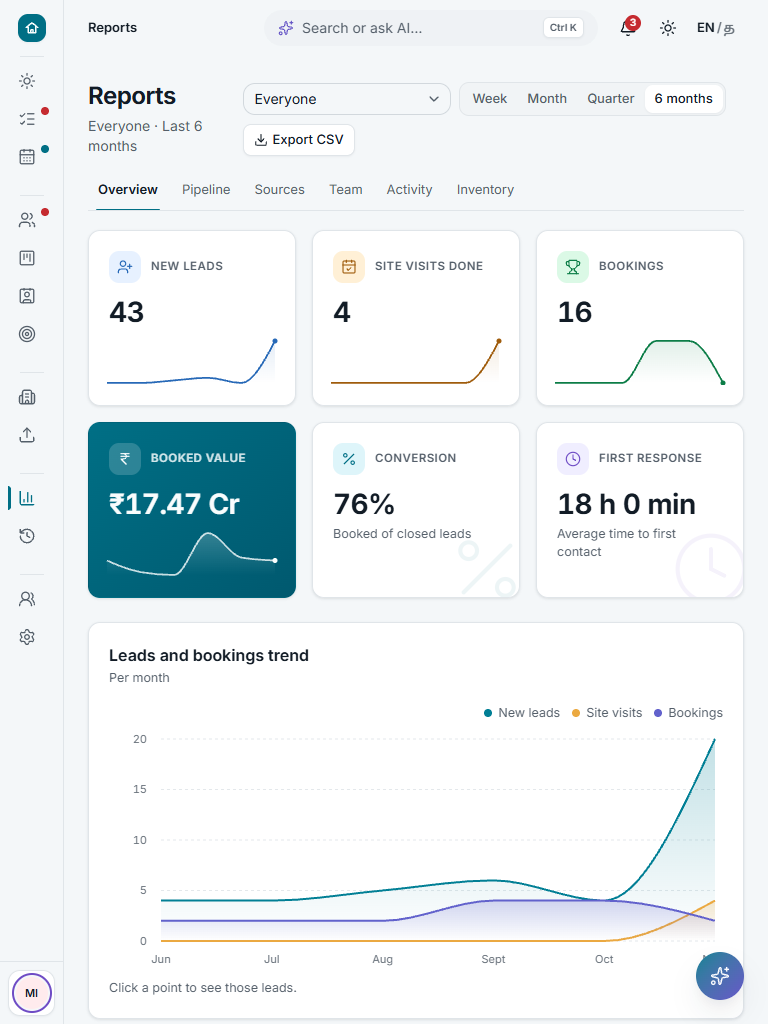 Reports
Search or ask AI...
Ctrl K
3
EN / த
Reports
Everyone · Last 6 months
Everyone
Week Month Quarter 6 months
Export CSV
Overview Pipeline Sources Team Activity Inventory
NEW LEADS
43
SITE VISITS DONE
4
BOOKINGS
16
₹ BOOKED VALUE
₹17.47 Cr
CONVERSION
76%
Booked of closed leads
FIRST RESPONSE
18 h 0 min
Average time to first
contact
Leads and bookings trend
Per month
New leads Site visits Bookings
20
15
10
5
0
Jun Jul Aug Sept Oct
Click a point to see those leads.
MI